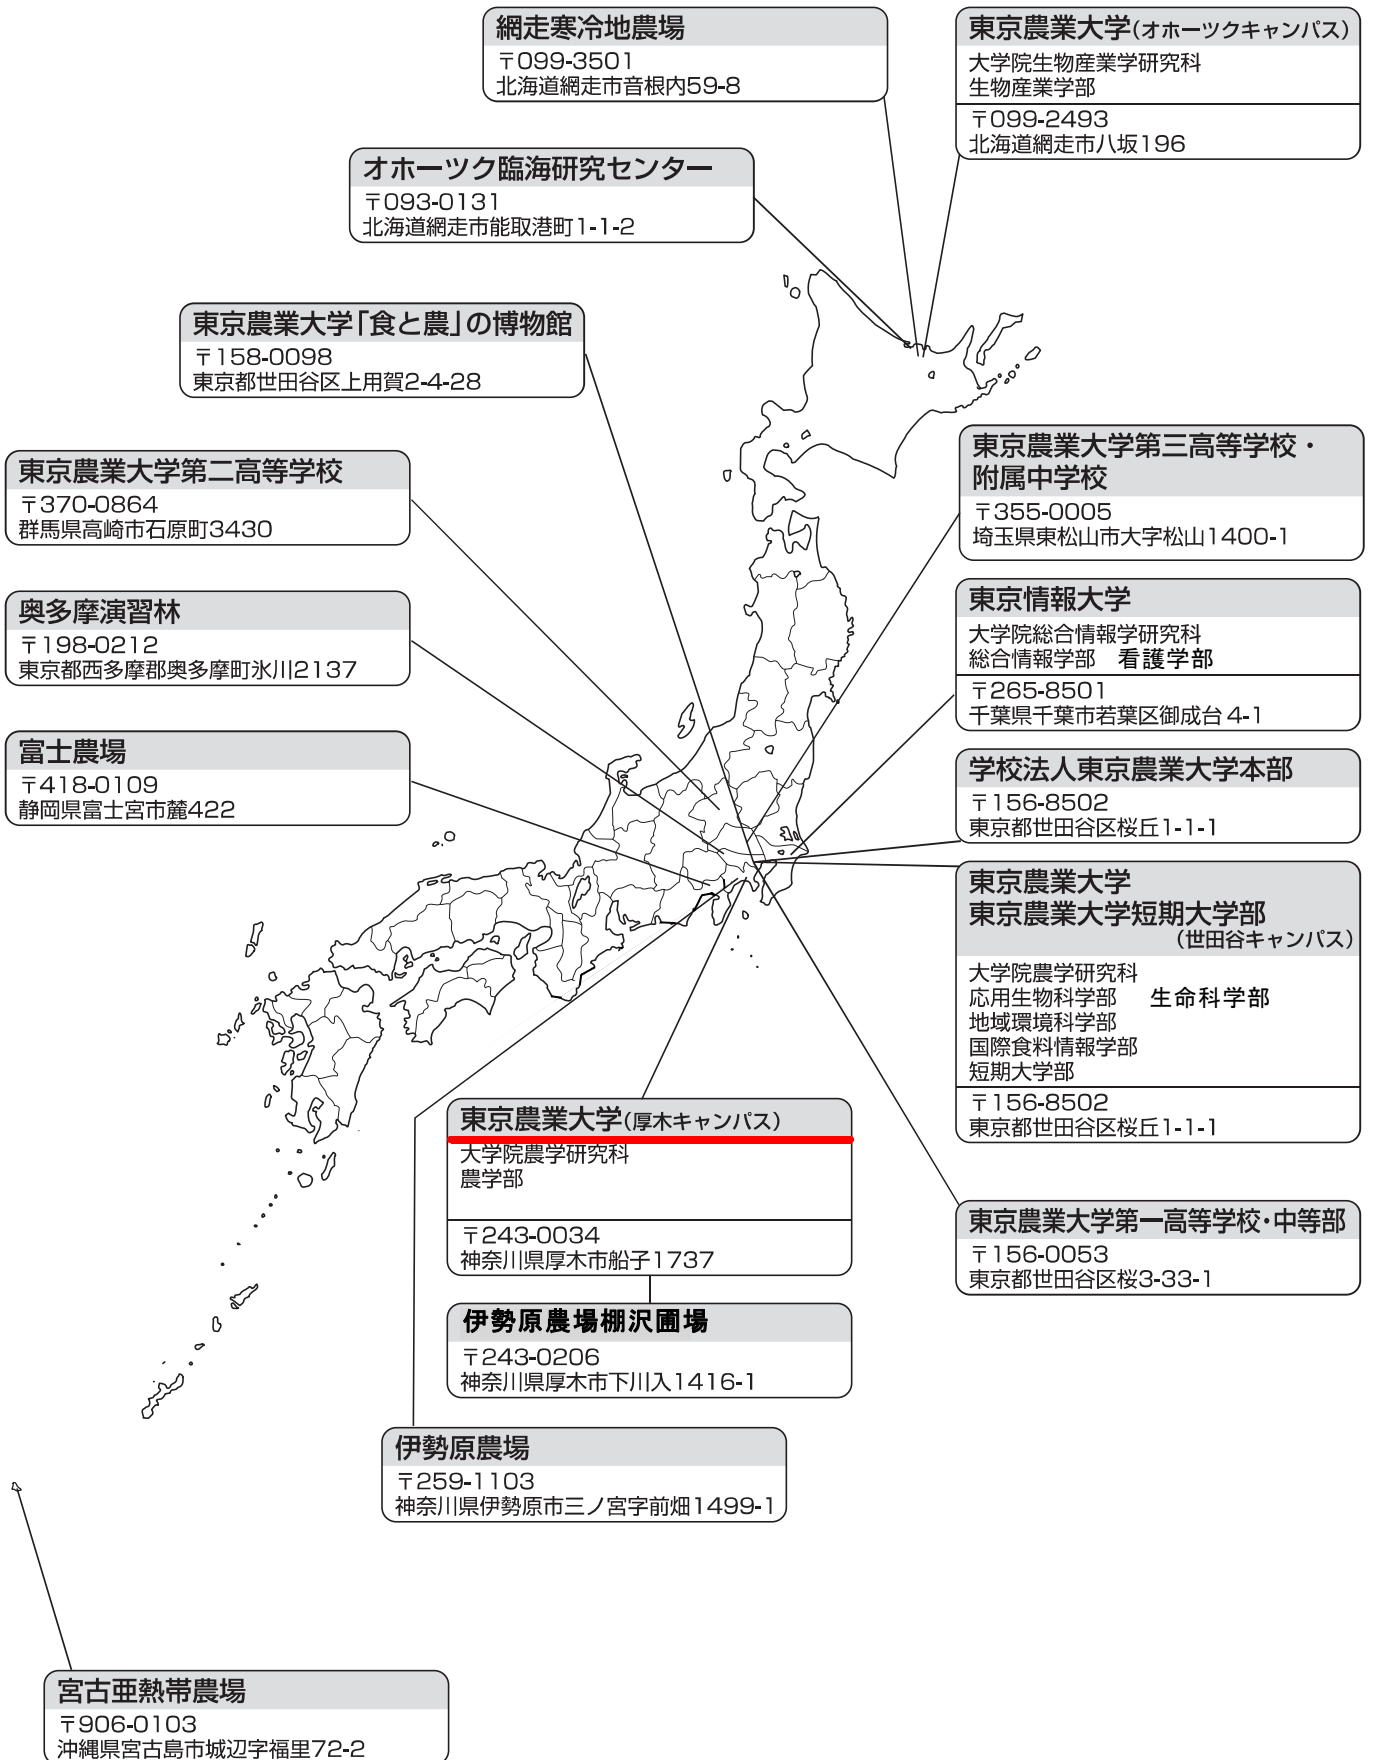 網走寒冷地農場
〒099-3501
北海道網走市音根内59-8
東京農業大学(オホーツクキャンパス)
大学院生物産業学研究科
生物産業学部
〒099-2493
北海道網走市八坂196
オホーツク臨海研究センター
〒093-0131
北海道網走市能取港町1-1-2
東京農業大学｢食と農｣の博物館
〒158-0098
東京都世田谷区上用賀2-4-28
東京農業大学第二高等学校
〒370-0864
群馬県高崎市石原町3430
東京農業大学第三高等学校・
附属中学校
〒355-0005
埼玉県東松山市大字松山1400-1
奥多摩演習林
〒198-0212
東京都西多摩郡奥多摩町氷川2137
東京情報大学
大学院総合情報学研究科
総合情報学部 看護学部
〒265-8501
千葉県千葉市若葉区御成台4-1
富士農場
〒418-0109
静岡県富士宮市麓422
学校法人東京農業大学本部
〒156-8502
東京都世田谷区桜丘1-1-1
東京農業大学
東京農業大学短期大学部
(世田谷キャンパス)
大学院農学研究科
応用生物科学部 生命科学部
地域環境科学部
国際食料情報学部
短期大学部
〒156-8502
東京都世田谷区桜丘1-1-1
東京農業大学(厚木キャンパス)
大学院農学研究科
農学部
〒243-0034
神奈川県厚木市船子1737
東京農業大学第一高等学校・中等部
〒156-0053
東京都世田谷区桜3-33-1
伊勢原農場棚沢圃場
〒243-0206
神奈川県厚木市下川入1416-1
伊勢原農場
〒259-1103
神奈川県伊勢原市三ノ宮字前畑1499-1
宮古亜熱帯農場
〒906-0103
沖縄県宮古島市城辺字福里72-2